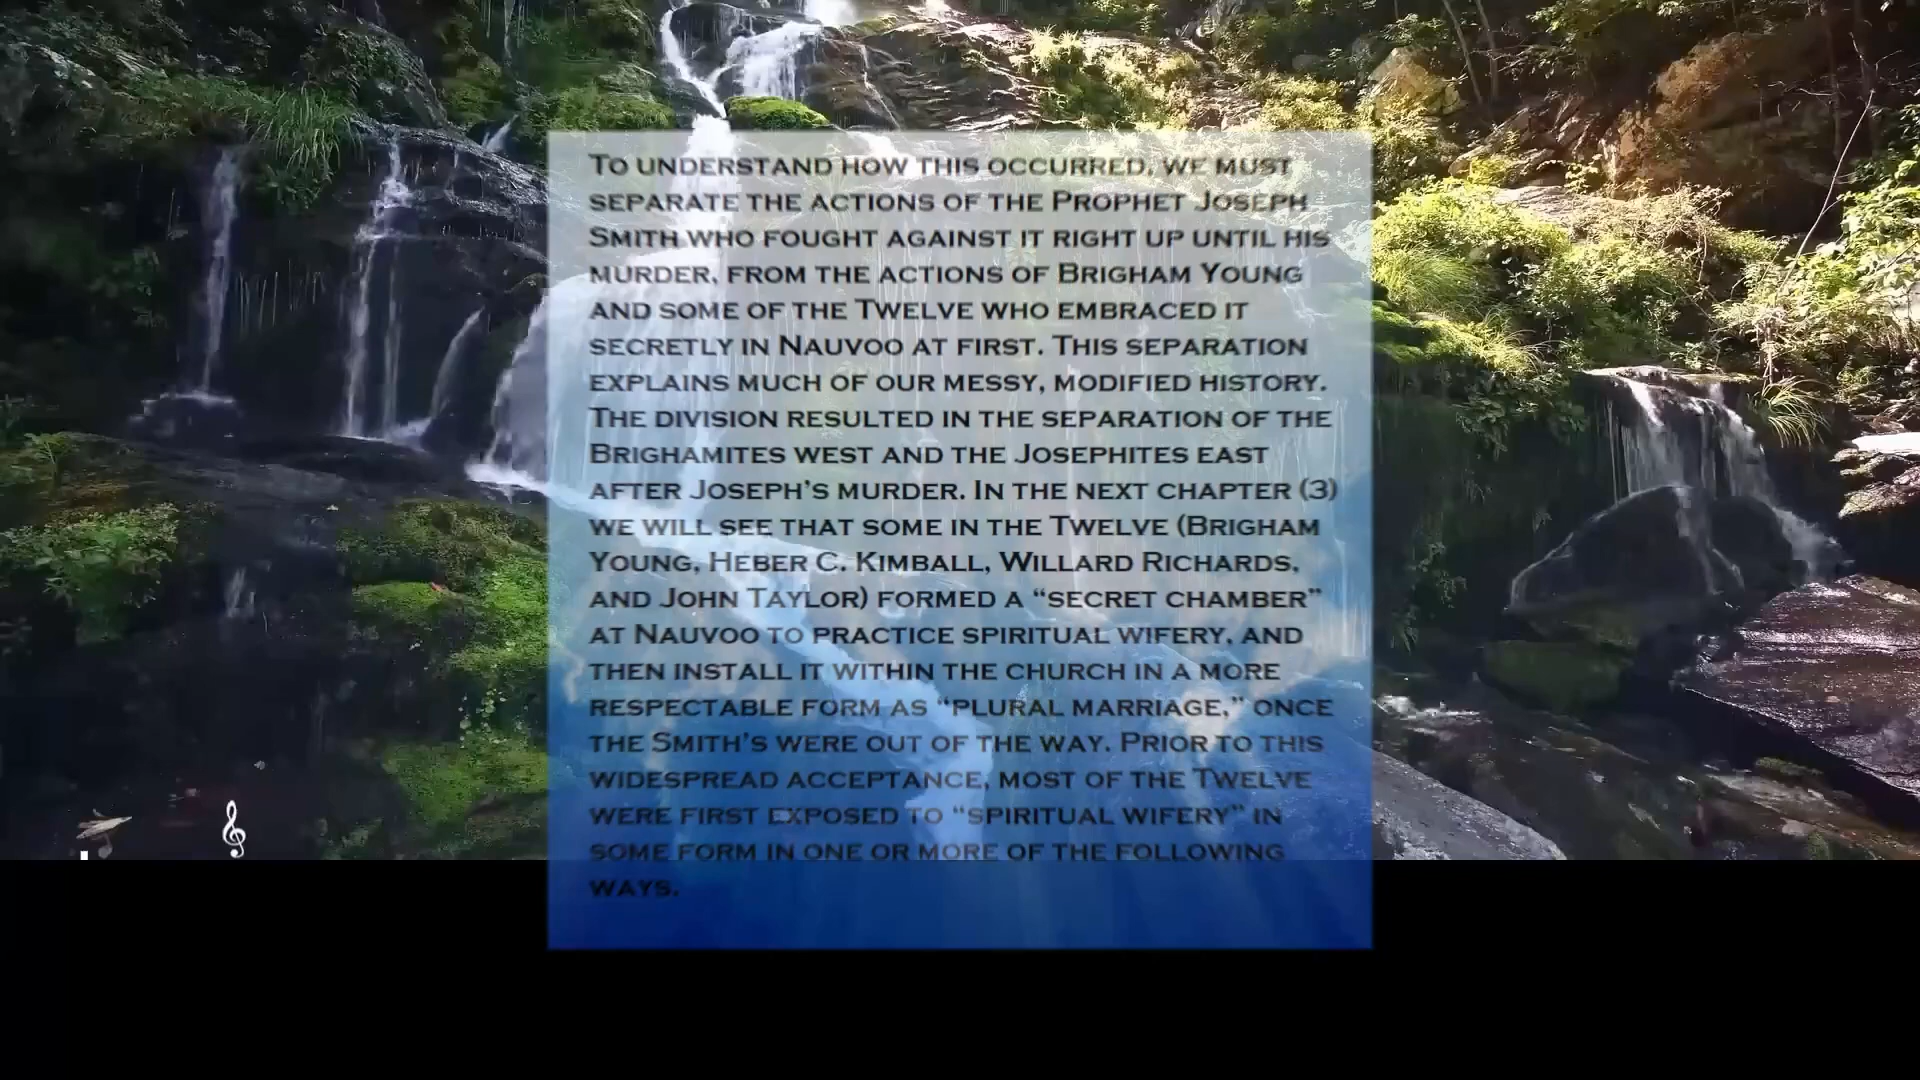 To understand how this occurred, we must
separate the actions of the Prophet Joseph
Smith who fought against it right up until his
murder, from the actions of Brigham Young
and some of the Twelve who embraced it
secretly in Nauvoo at first. This separation
explains much of our messy, modified history.
The division resulted in the separation of the
Brighamites west and the Josephites east
after Joseph's murder. In the next chapter (3)
we will see that some in the Twelve (Brigham
Young, Heber C. Kimball, Willard Richards,
and John Taylor) formed a “secret chamber”
at Nauvoo to practice spiritual wifery, and
then install it within the church in a more
respectable form as “plural marriage,” once
the Smith's were out of the way. Prior to this
widespread acceptance, most of the Twelve
were first exposed to “spiritual wifery” in
some form in one or more of the following
ways.